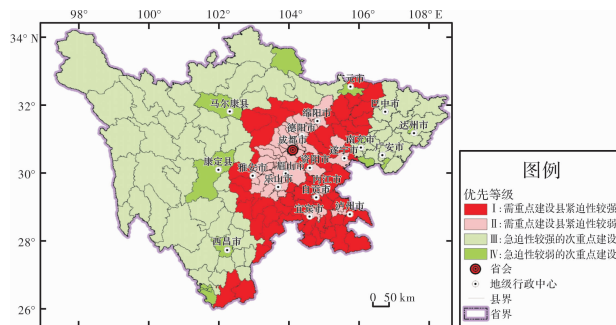 98° 100° 102° 104° 106° 108° E
34° N
32°
30°
28°
26°
广元市
马尔康县
绵阳市
巴中市
德阳市
达州市
成都市
南充市
遂宁市
广安市
康定县
雅安市
眉山市
资阳市
乐山市
内江市
自贡市
宜宾市
泸州市
西昌市
0 50 km
图例
优先等级
Ⅰ:需重点建设县紧迫性较强
Ⅱ:需重点建设县紧迫性较弱
Ⅲ:急迫性较强的次重点建设
Ⅳ:急迫性较弱的次重点建设
省会
地级行政中心
县界
省界